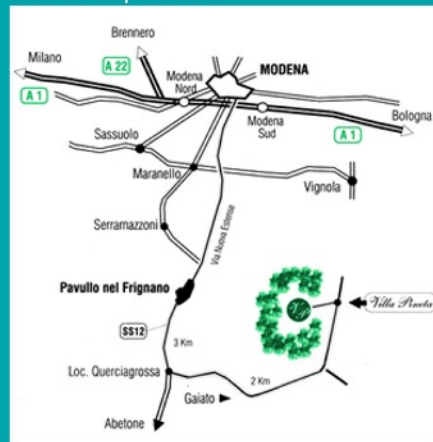 Brennero
Milano
A 22
Modena
Nord
MODENA
A 1
Bologna
Modena
Sud
A 1
Sassuolo
Maranello
Vignola
Serramazzoni
Via Nuova Estense
Pavullo nel Frignano
Villa Pineta
SS12
3 Km
Loc. Querciagrossa
2 Km
Gaiato
Abetone